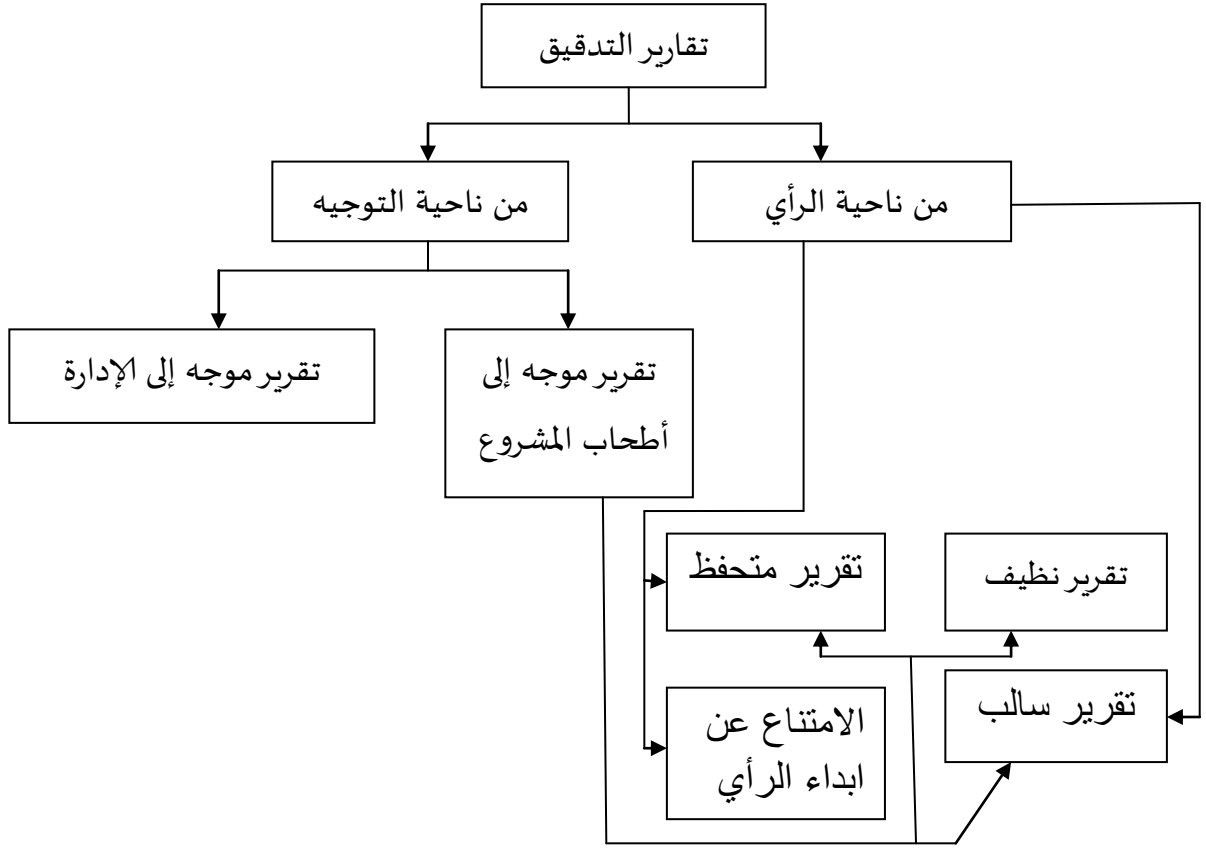 تقارير التدقيق
من ناحية الرأي
من ناحية التوجيه
تقرير موجه إلى
أطحاب المشروع
تقرير موجه إلى الإدارة
تقرير نظيف
تقرير متحفظ
تقرير سالب
الامتناع عن
ابداء الرأي